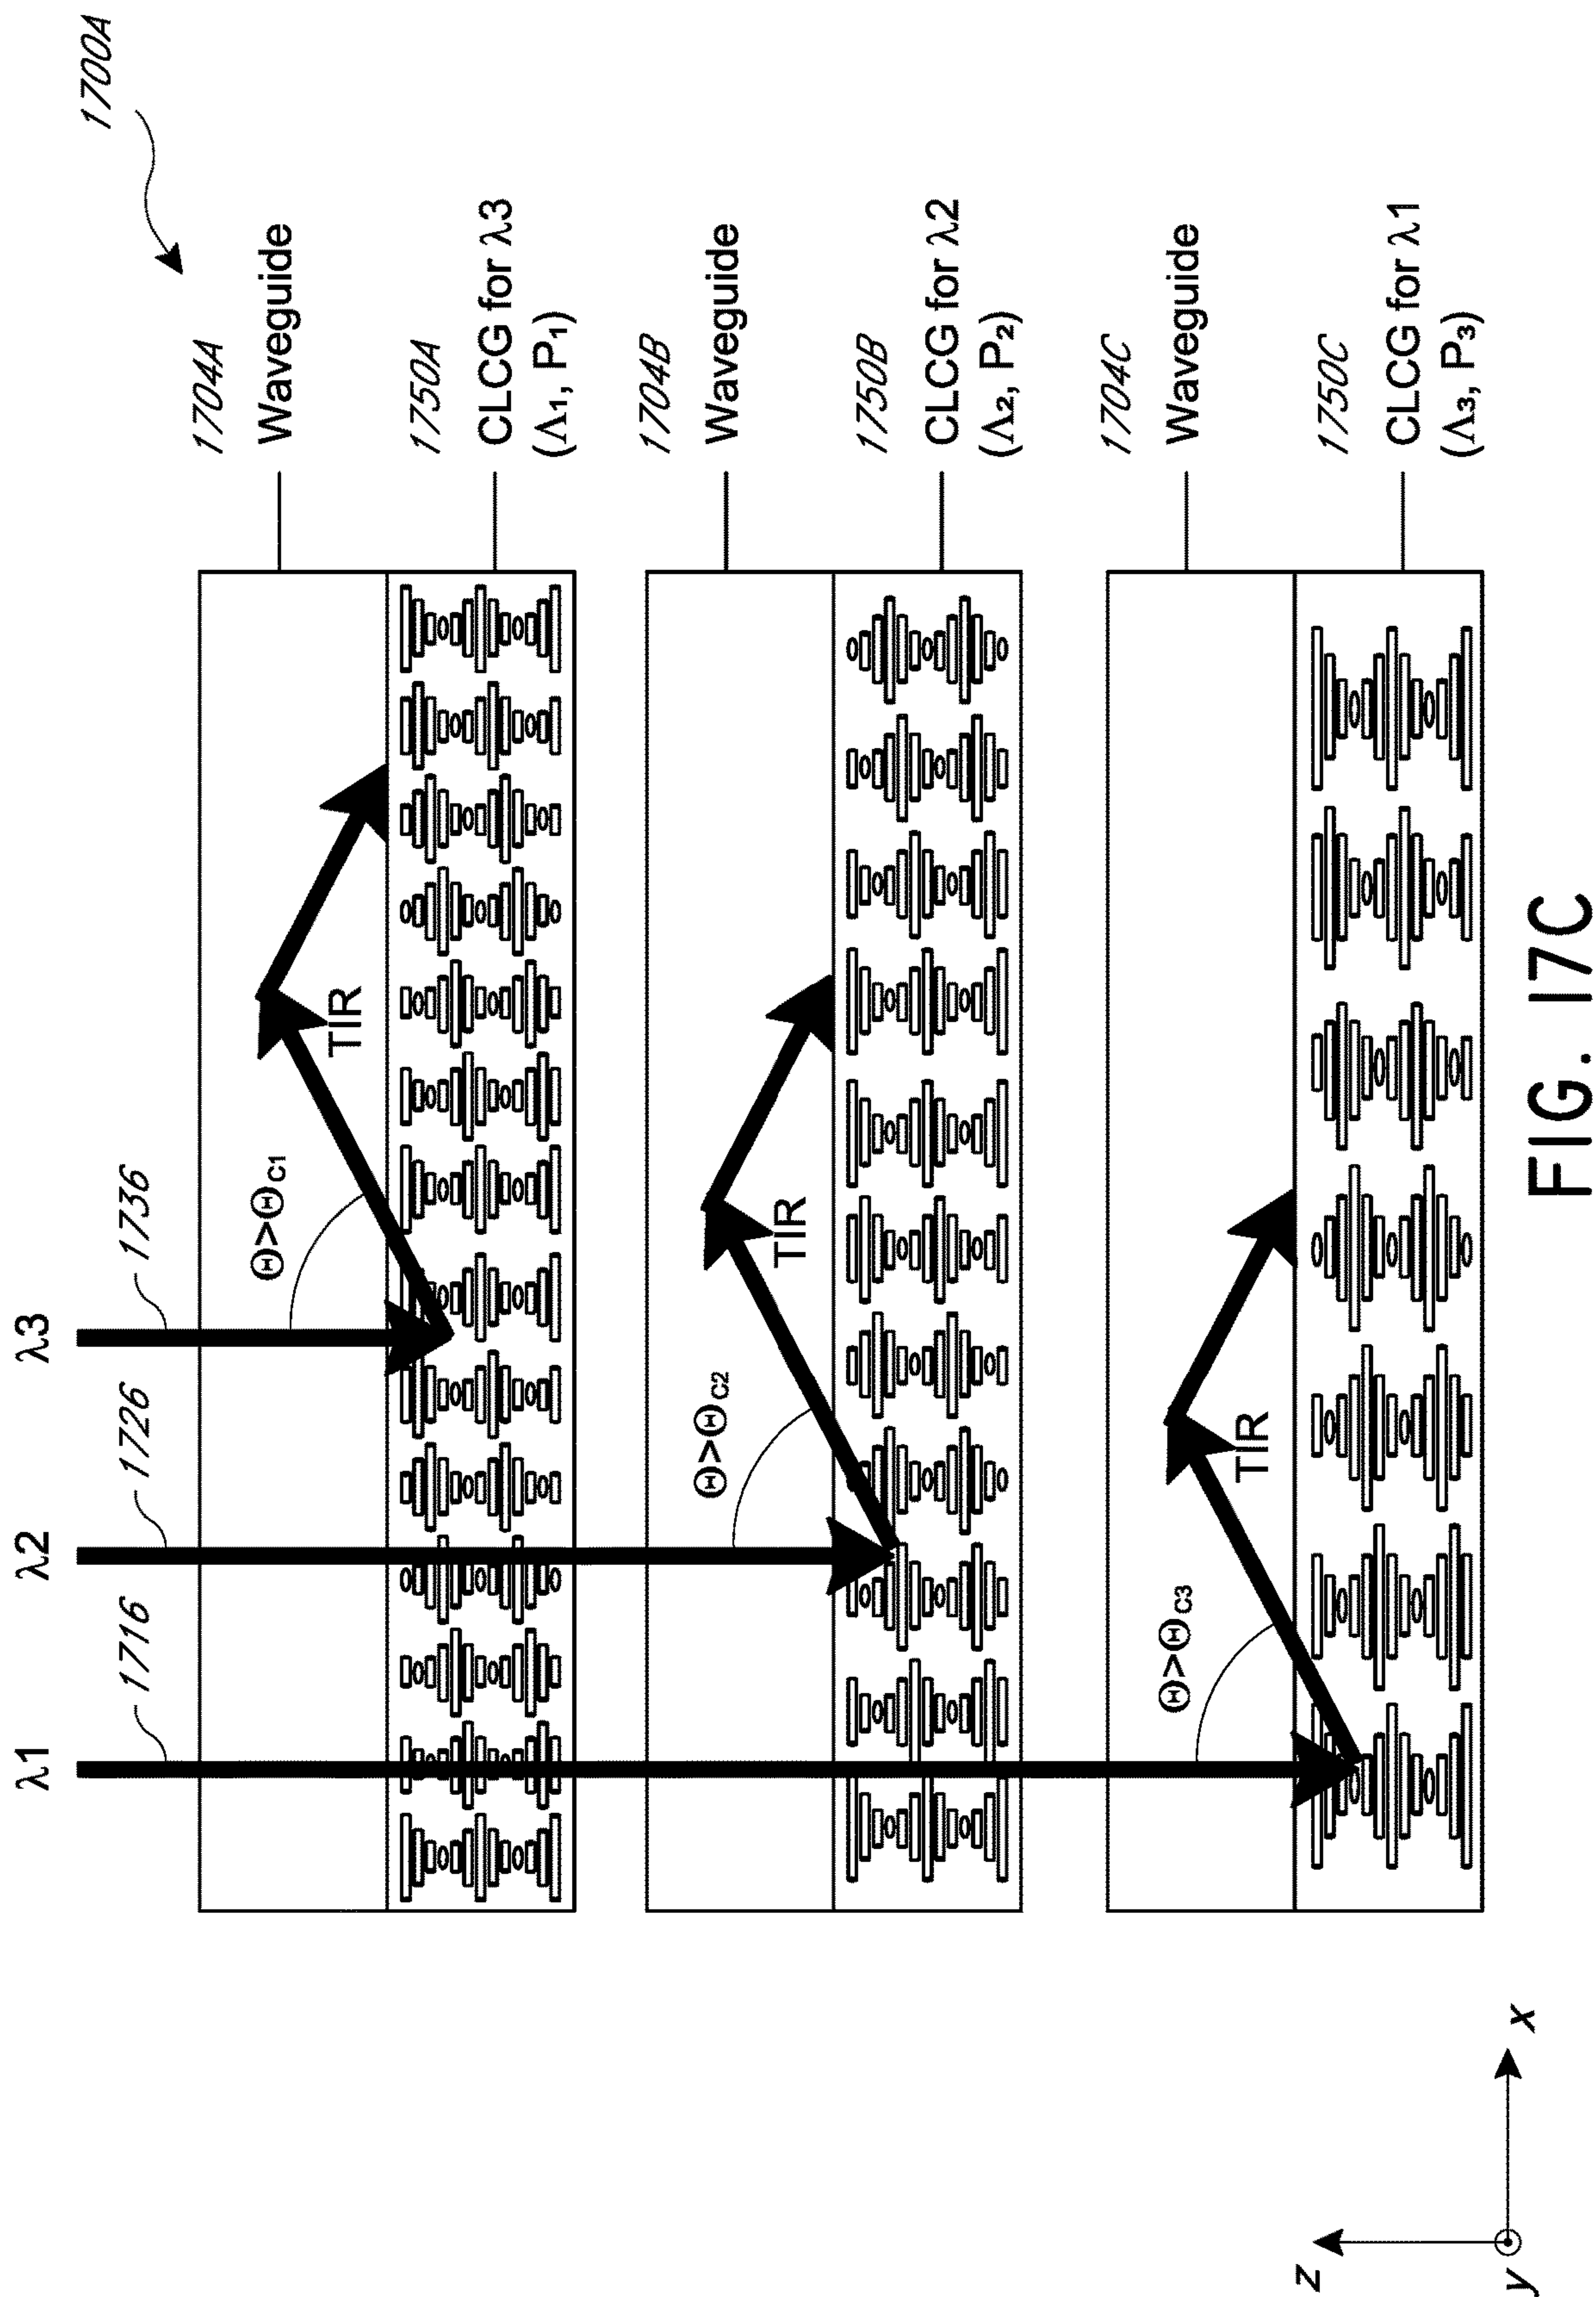 1700A
λ1
λ2
λ3
1716
1726
1736
1704A
Waveguide
Θ>ΘC1
TIR
1750A
CLCG for λ3
(Λ1, P1)
1704B
Waveguide
Θ>ΘC2
TIR
1750B
CLCG for λ2
(Λ2, P2)
1704C
Waveguide
Θ>ΘC3
TIR
1750C
CLCG for λ1
(Λ3, P3)
z
y
x
FIG. 17C